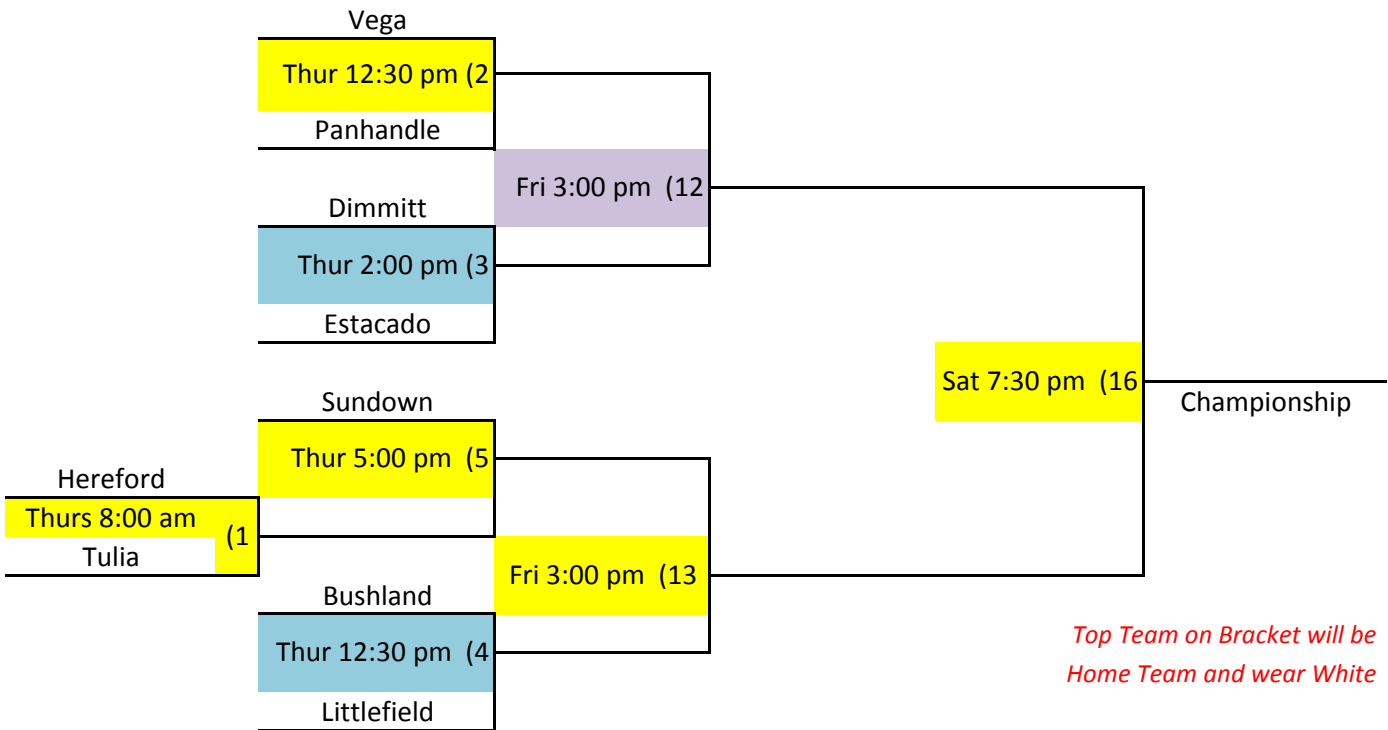 Vega
Thur 12:30 pm (2
Panhandle
Fri 3:00 pm (12
Dimmitt
Thur 2:00 pm (3
Estacado
Sat 7:30 pm (16
Championship
Sundown
Thur 5:00 pm (5
Hereford
Thurs 8:00 am
(1
Tulia
Fri 3:00 pm (13
Bushland
Thur 12:30 pm (4
Littlefield
Top Team on Bracket will be
Home Team and wear White